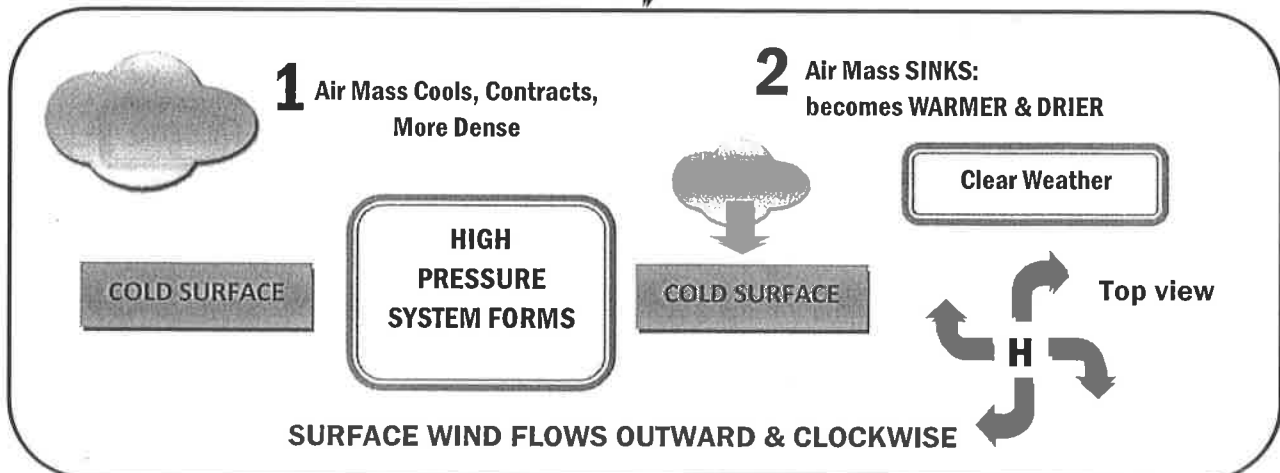 1 Air Mass Cools, Contracts,
More Dense
2 Air Mass SINKS:
becomes WARMER & DRIER
Clear Weather
HIGH
PRESSURE
SYSTEM FORMS
COLD SURFACE
COLD SURFACE
Top view
H
SURFACE WIND FLOWS OUTWARD & CLOCKWISE